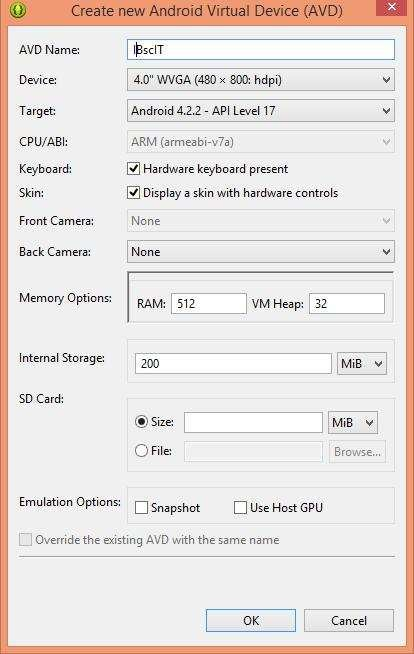 Create new Android Virtual Device (AVD)
AVD Name: IBscIT
Device: 4.0" WVGA (480 × 800: hdpi)
Target: Android 4.2.2 - API Level 17
CPU/ABI: ARM (armeabi-v7a)
Keyboard: Hardware keyboard present
Skin: Display a skin with hardware controls
Front Camera: None
Back Camera: None
Memory Options: RAM: 512 VM Heap: 32
Internal Storage: 200 MiB
SD Card:
Size: MiB
File: Browse...
Emulation Options: Snapshot Use Host GPU
Override the existing AVD with the same name
OK Cancel